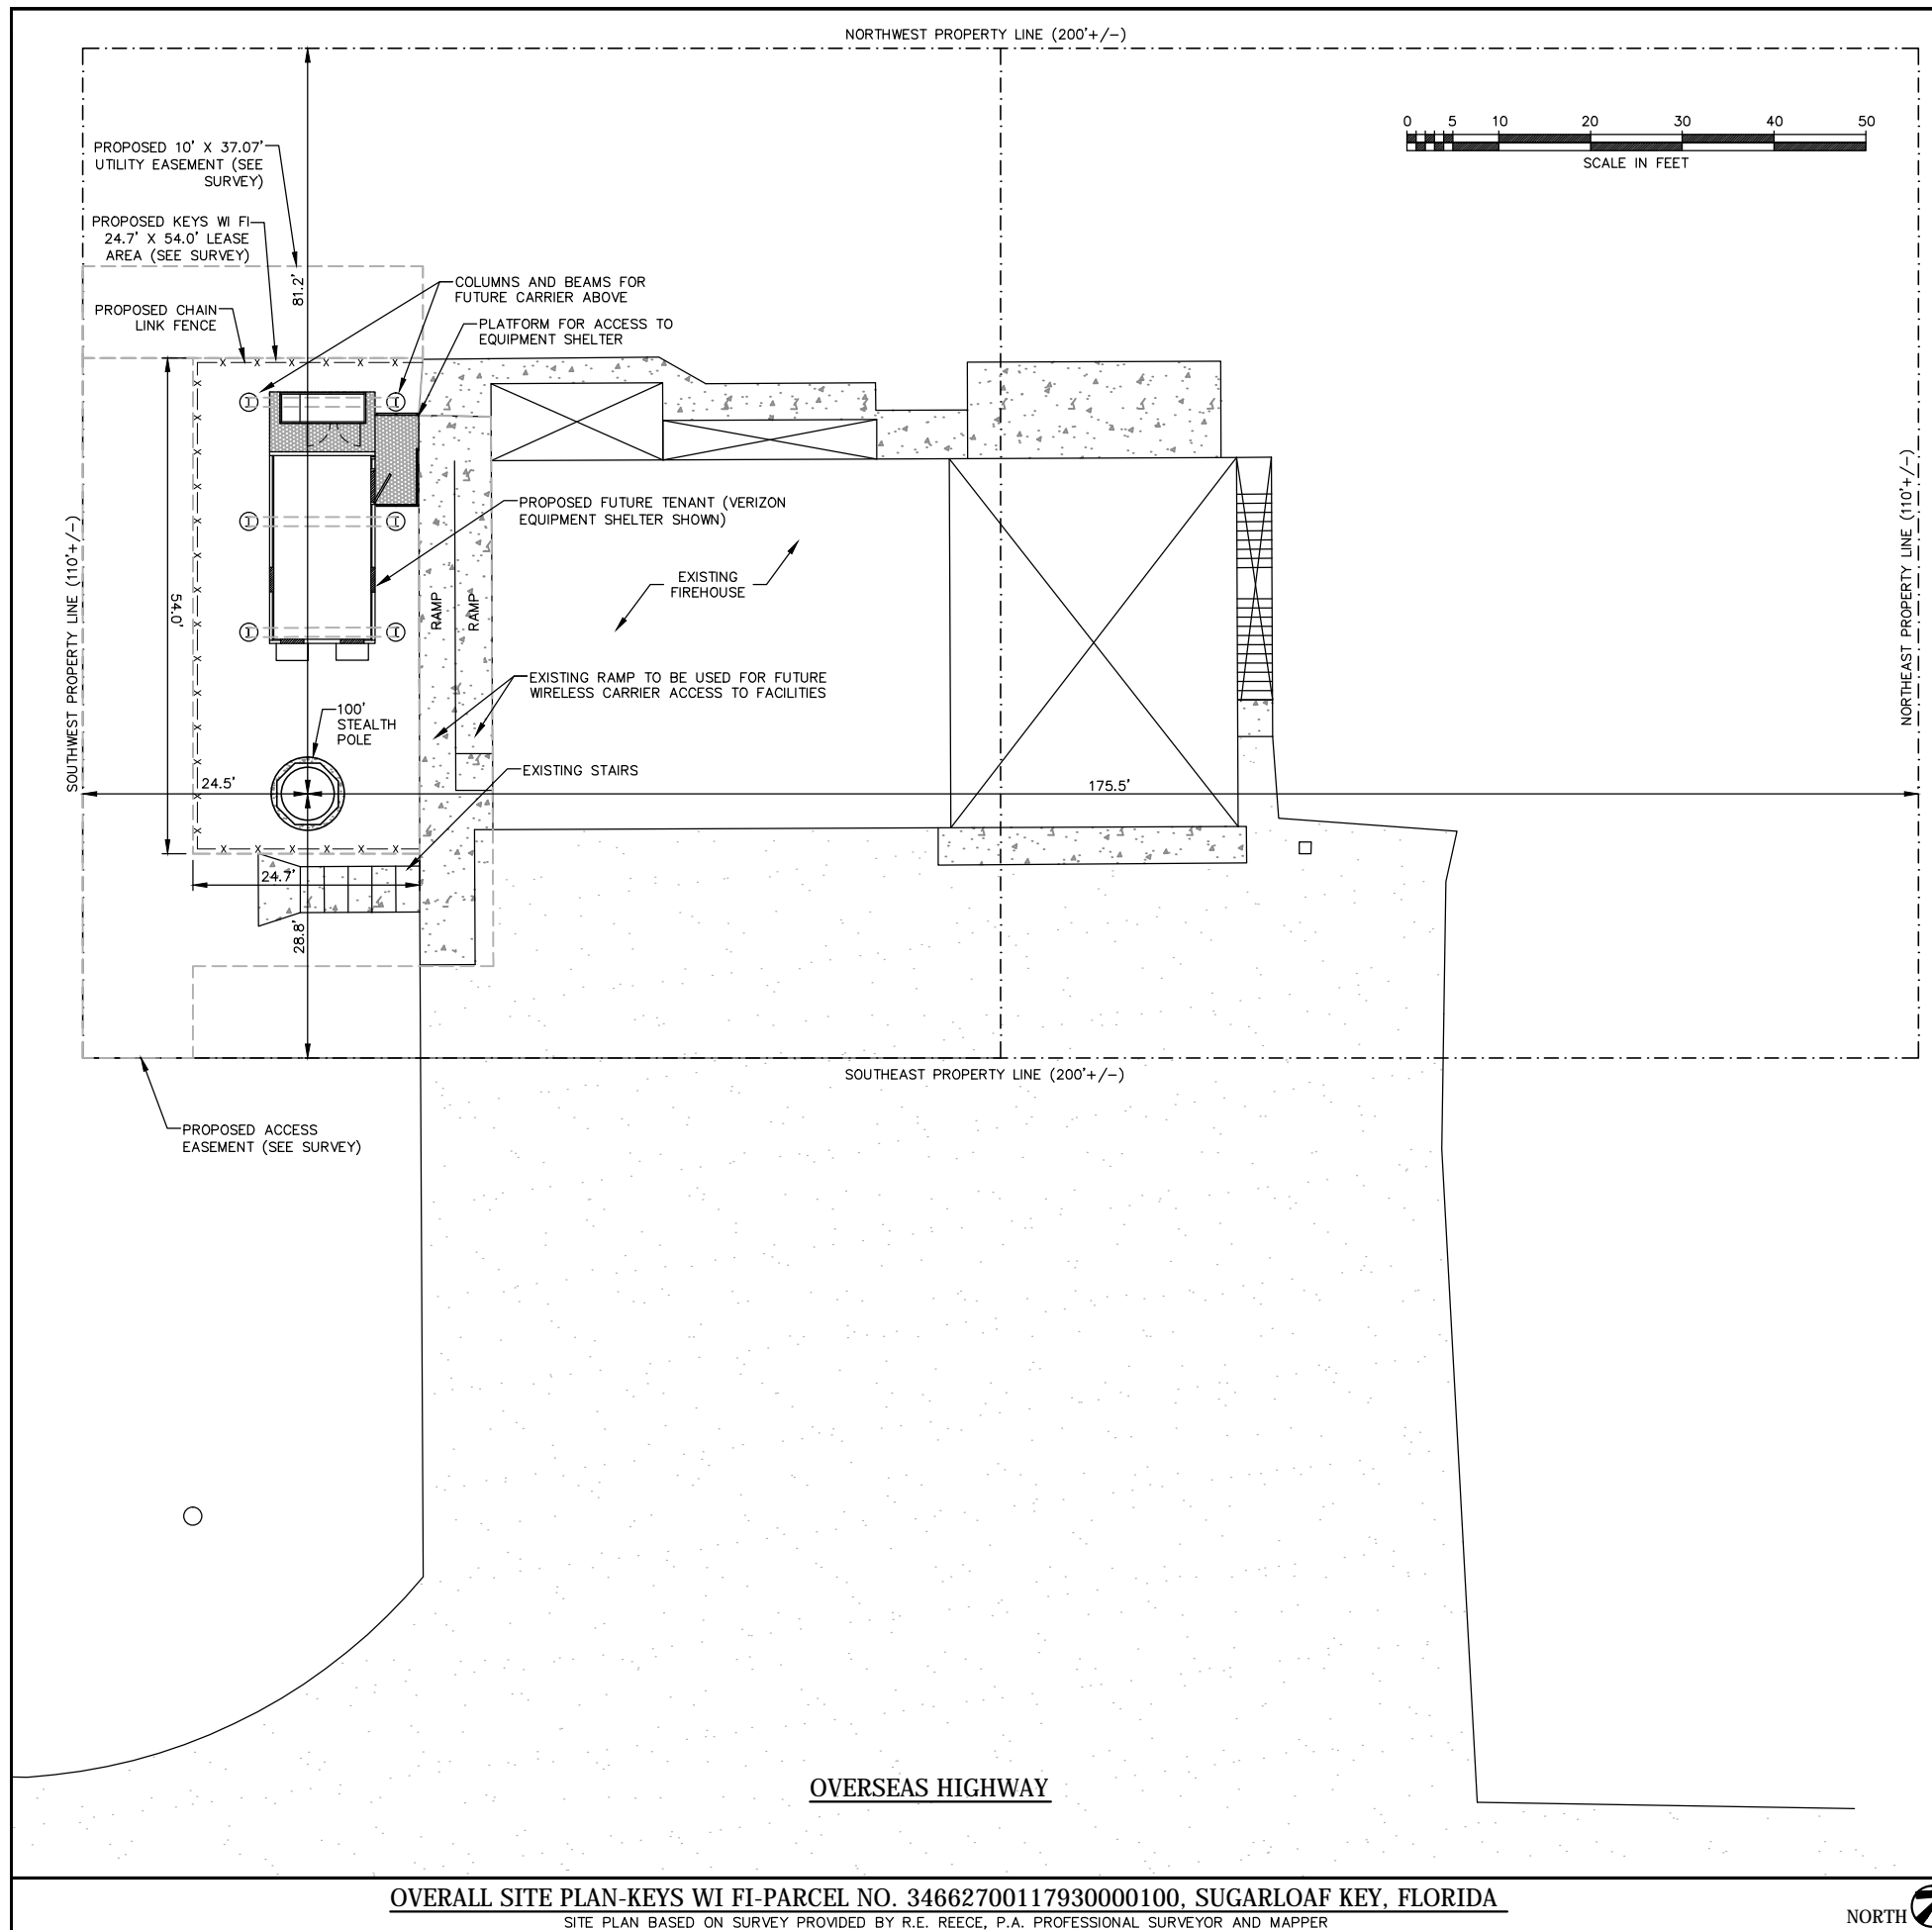 NORTHWEST PROPERTY LINE (200'+/-)
0 5 10 20 30 40 50
SCALE IN FEET
PROPOSED 10' X 37.07'
UTILITY EASEMENT (SEE
SURVEY)
PROPOSED KEYS WI FI
24.7' X 54.0' LEASE
AREA (SEE SURVEY)
81.2'
COLUMNS AND BEAMS FOR
FUTURE CARRIER ABOVE
PROPOSED CHAIN
LINK FENCE
PLATFORM FOR ACCESS TO
EQUIPMENT SHELTER
PROPOSED FUTURE TENANT (VERIZON
EQUIPMENT SHELTER SHOWN)
SOUTHWEST PROPERTY LINE (110'+/-)
NORTHEAST PROPERTY LINE (110'+/-)
54.0'
RAMP
RAMP
EXISTING
FIREHOUSE
EXISTING RAMP TO BE USED FOR FUTURE
WIRELESS CARRIER ACCESS TO FACILITIES
100'
STEALTH
POLE
EXISTING STAIRS
24.5'
175.5'
24.7'
28.8'
SOUTHEAST PROPERTY LINE (200'+/-)
PROPOSED ACCESS
EASEMENT (SEE SURVEY)
OVERSEAS HIGHWAY
OVERALL SITE PLAN-KEYS WI FI-PARCEL NO. 34662700117930000100, SUGARLOAF KEY, FLORIDA
SITE PLAN BASED ON SURVEY PROVIDED BY R.E. REECE, P.A. PROFESSIONAL SURVEYOR AND MAPPER
NORTH